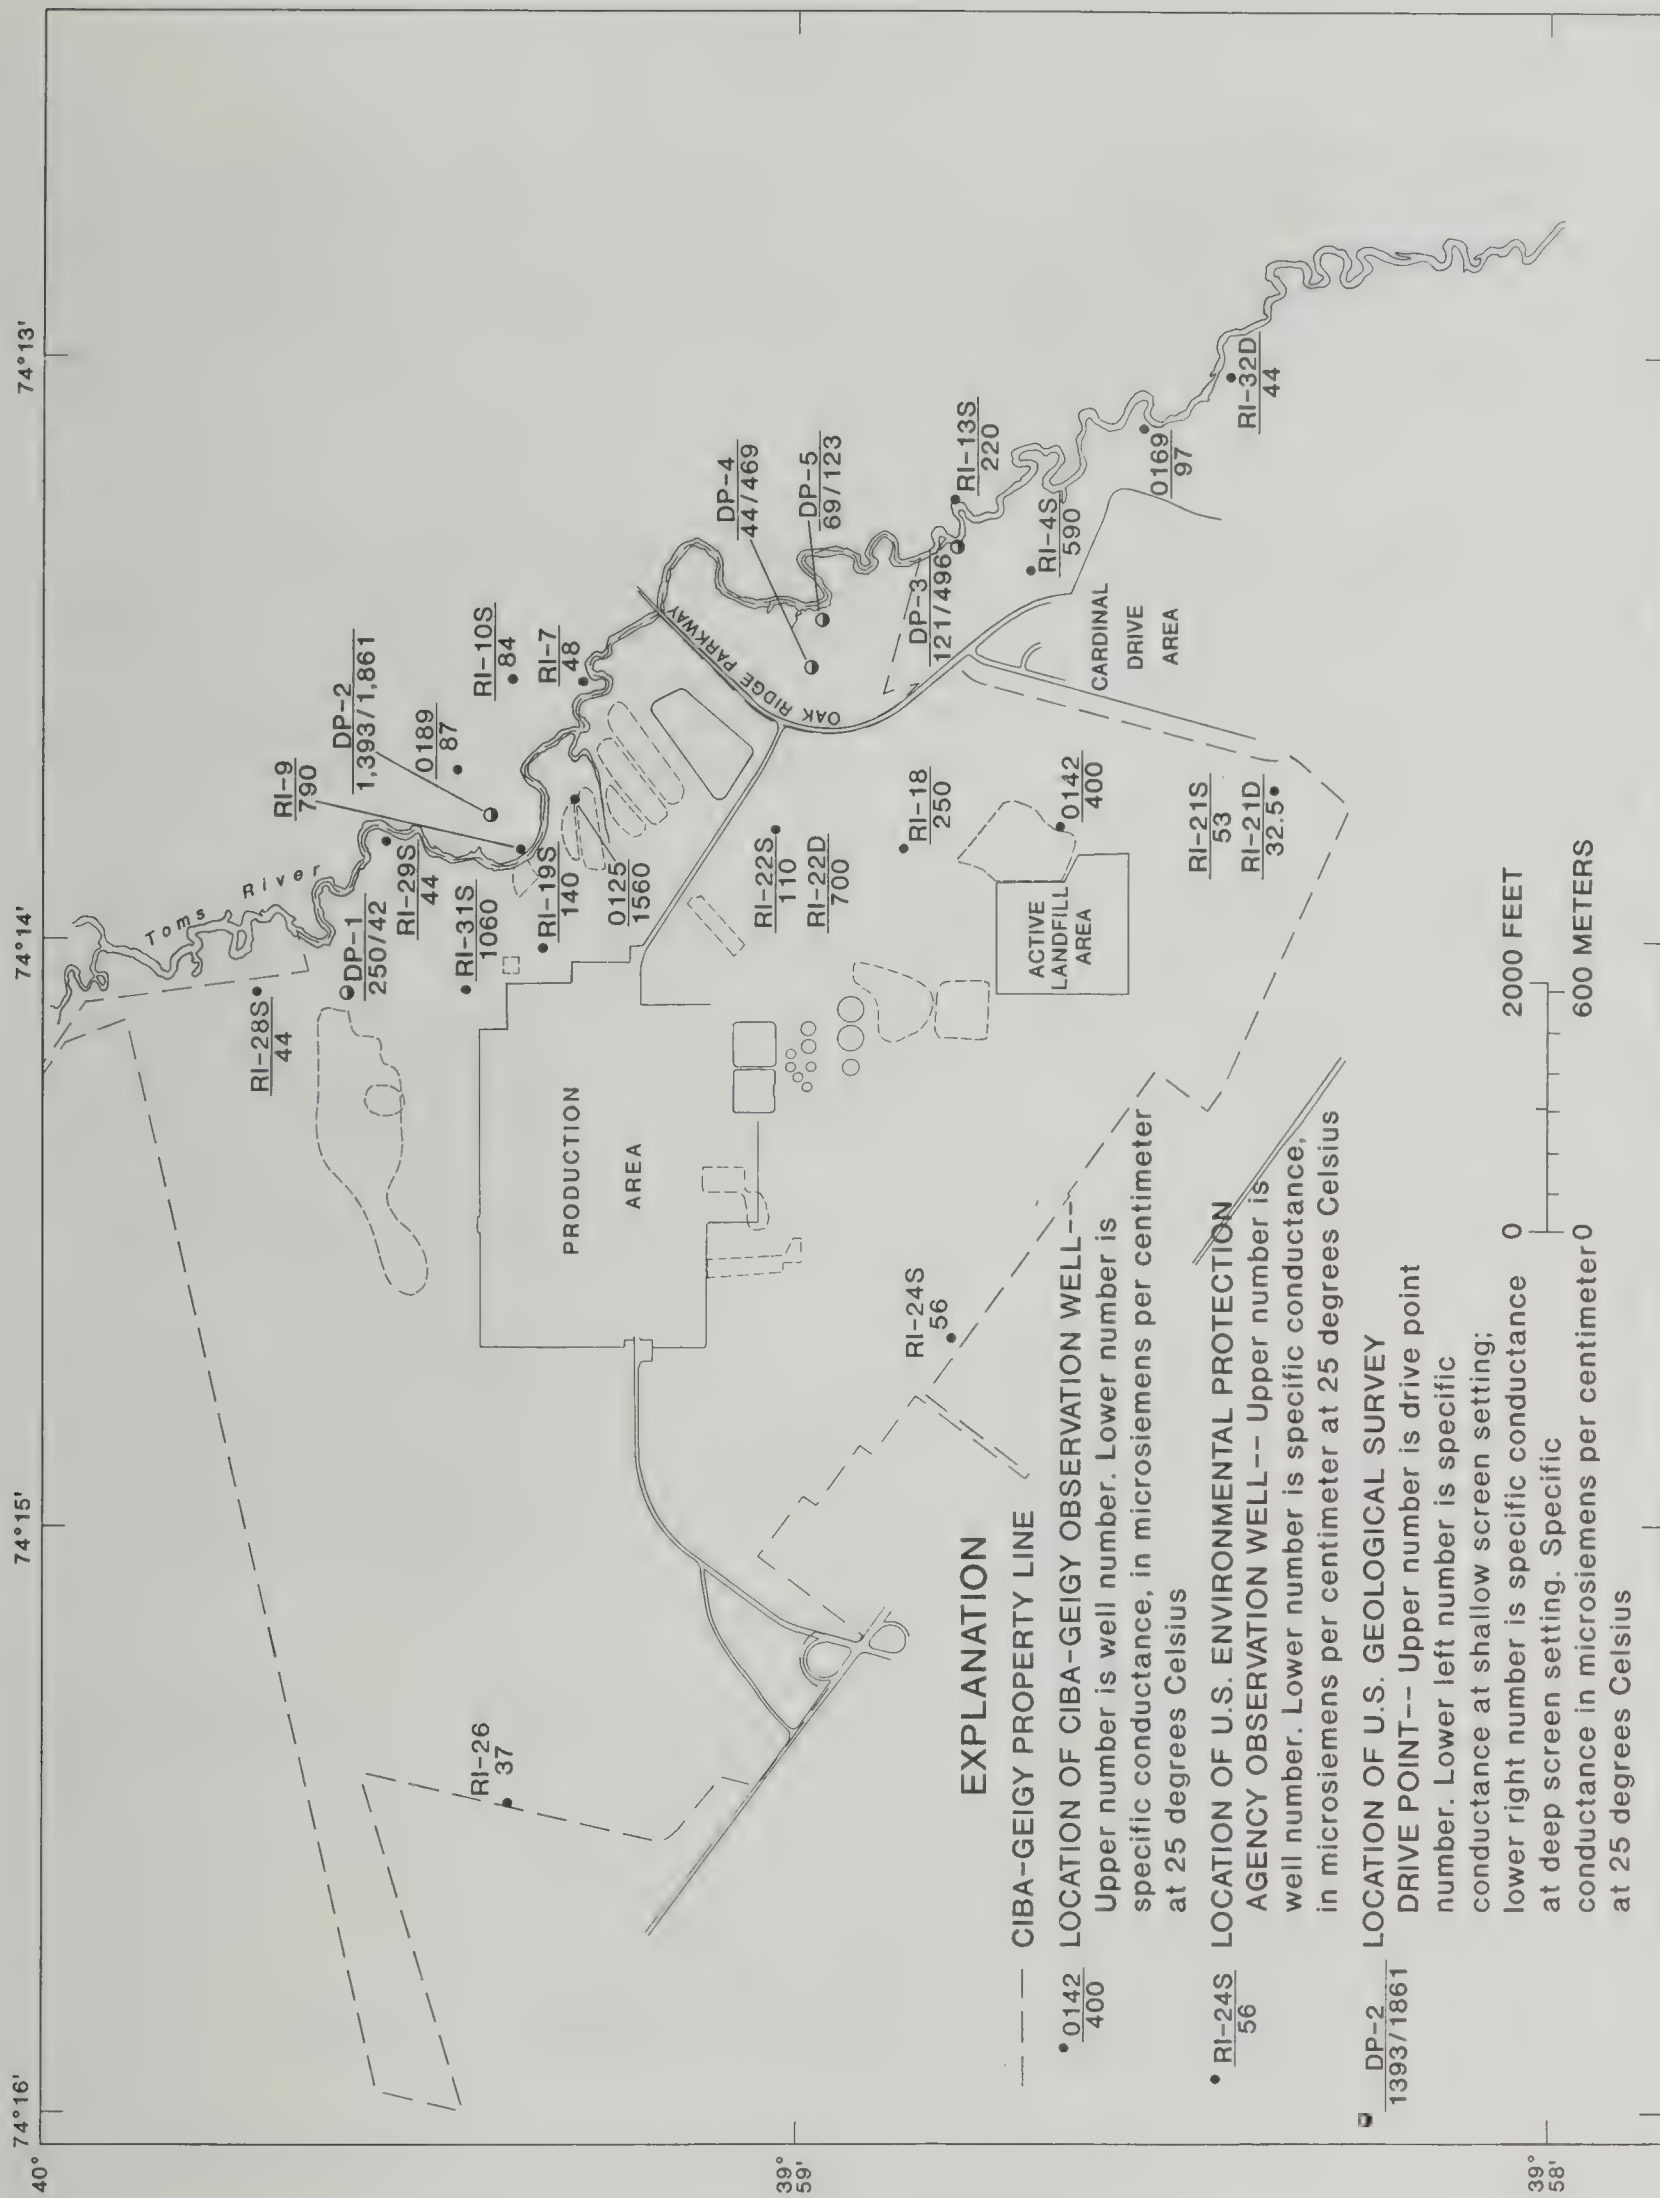 74°16'
74°15'
74°14'
74°13'
40°
39°
59'
39°
58'
Toms River
RI-28S
44
DP-1
250/42
RI-29S
44
RI-31S
1060
RI-9
790
DP-2
1,393/1,861
0189
87
RI-10S
84
RI-7
48
RI-19S
140
0125
1560
RI-26
37
PRODUCTION
AREA
OAK RIDGE PARKWAY
DP-4
44/469
DP-5
69/123
RI-22S
110
RI-22D
700
RI-18
250
DP-3
121/496
RI-13S
220
RI-4S
590
RI-24S
56
ACTIVE
LANDFILL
AREA
0142
400
CARDINAL
DRIVE
AREA
0169
97
RI-32D
44
RI-21S
53
RI-21D
32.5
EXPLANATION
CIBA-GEIGY PROPERTY LINE
0142
400
LOCATION OF CIBA-GEIGY OBSERVATION WELL--
Upper number is well number. Lower number is
specific conductance, in microsiemens per centimeter
at 25 degrees Celsius
RI-24S
56
LOCATION OF U.S. ENVIRONMENTAL PROTECTION
AGENCY OBSERVATION WELL-- Upper number is
well number. Lower number is specific conductance,
in microsiemens per centimeter at 25 degrees Celsius
DP-2
1393/1861
LOCATION OF U.S. GEOLOGICAL SURVEY
DRIVE POINT-- Upper number is drive point
number. Lower left number is specific
conductance at shallow screen setting;
lower right number is specific conductance
at deep screen setting. Specific
conductance in microsiemens per centimeter
at 25 degrees Celsius
0 2000 FEET
0 600 METERS